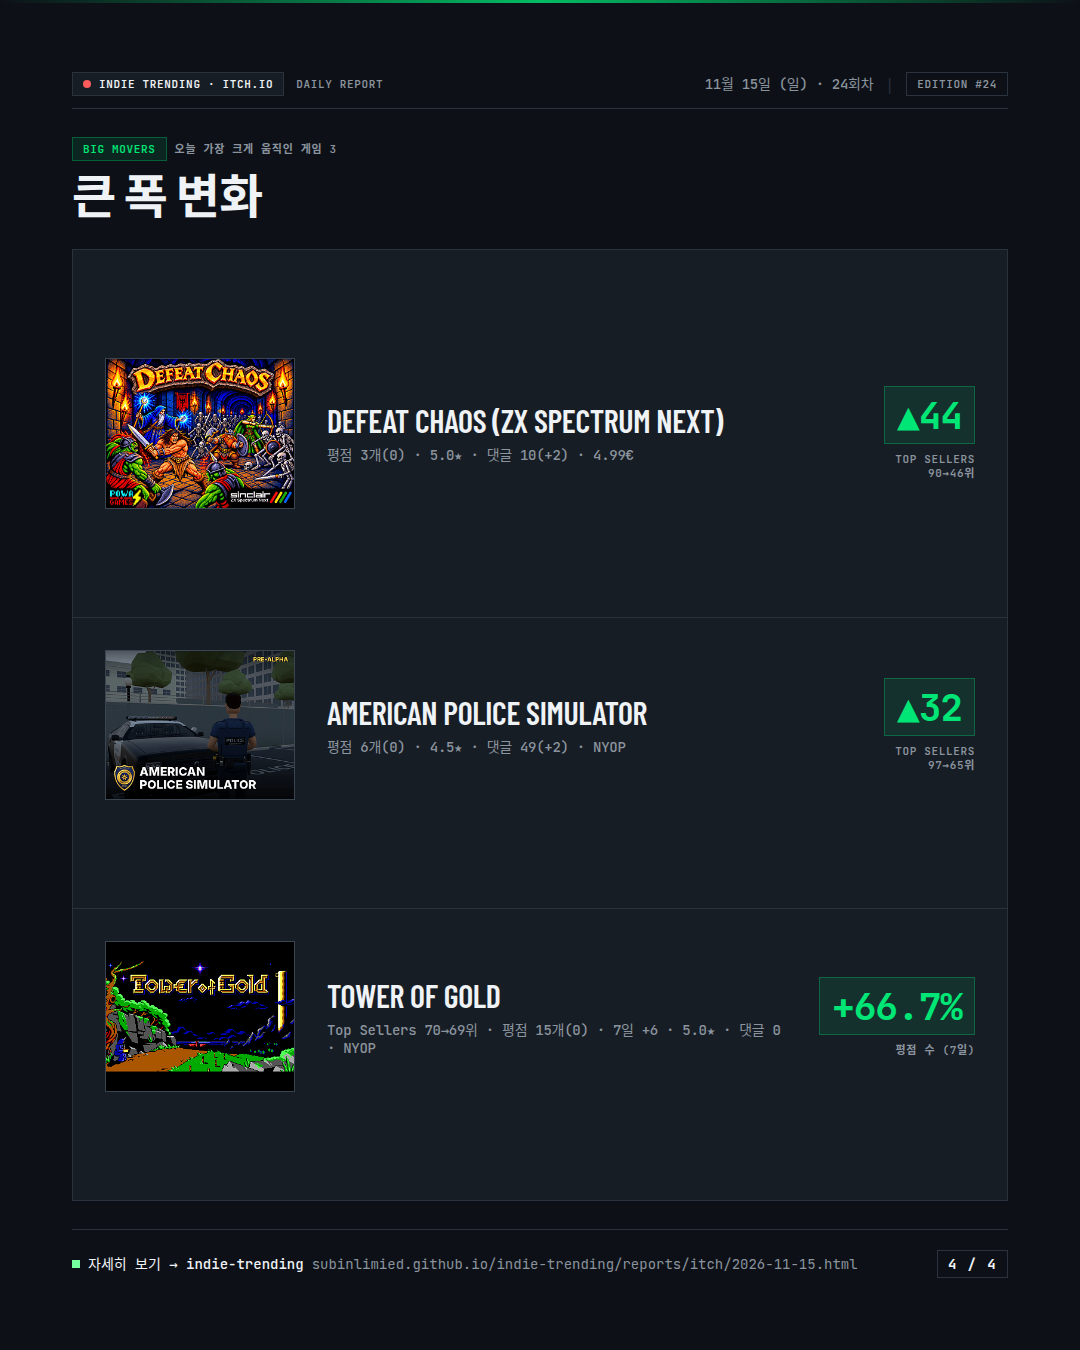 INDIE TRENDING · ITCH.IO
DAILY REPORT
11월 15일 (일) · 24회차
EDITION #24
BIG MOVERS
오늘 가장 크게 움직인 게임 3
큰 폭 변화
DEFEAT CHAOS
POWA GAMES
sinclair
ZX Spectrum Next
DEFEAT CHAOS (ZX SPECTRUM NEXT)
평점 3개(0) · 5.0★ · 댓글 10(+2) · 4.99€
▲44
TOP SELLERS
90→46위
PRE-ALPHA
POLICE
AMERICAN
POLICE SIMULATOR
AMERICAN POLICE SIMULATOR
평점 6개(0) · 4.5★ · 댓글 49(+2) · NYOP
▲32
TOP SELLERS
97→65위
Tower of Gold
TOWER OF GOLD
Top Sellers 70→69위 · 평점 15개(0) · 7일 +6 · 5.0★ · 댓글 0
· NYOP
+66.7%
평점 수 (7일)
자세히 보기 → indie-trending subinlimied.github.io/indie-trending/reports/itch/2026-11-15.html
4 / 4